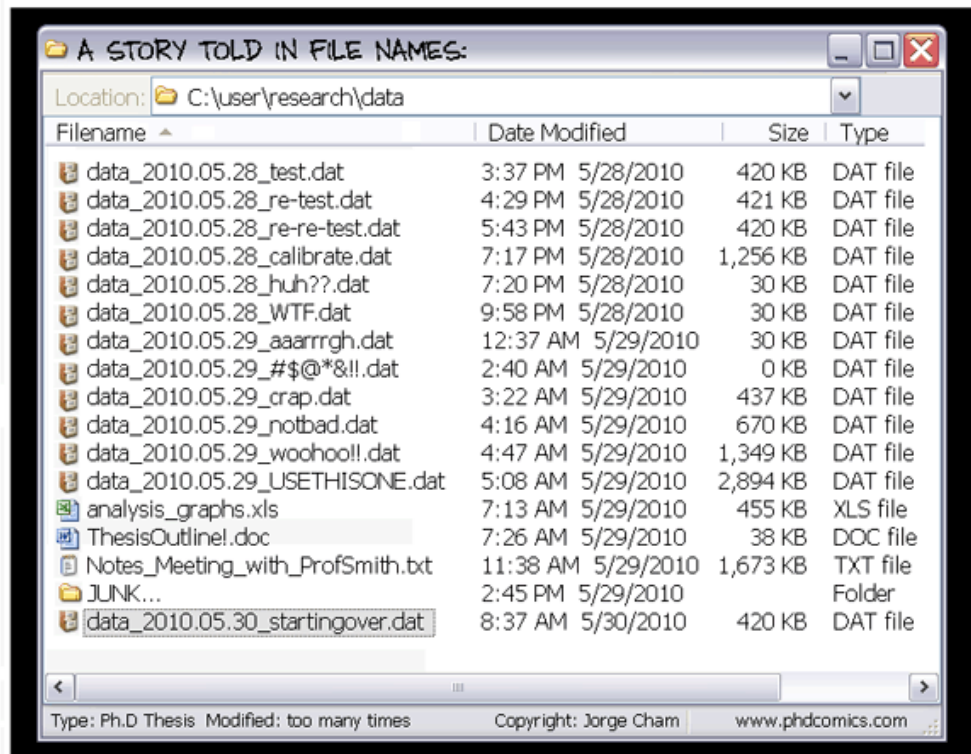 A STORY TOLD IN FILE NAMES:
Location: C:\user\research\data
Filename Date Modified Size Type
data_2010.05.28_test.dat 3:37 PM 5/28/2010 420 KB DAT file
data_2010.05.28_re-test.dat 4:29 PM 5/28/2010 421 KB DAT file
data_2010.05.28_re-re-test.dat 5:43 PM 5/28/2010 420 KB DAT file
data_2010.05.28_calibrate.dat 7:17 PM 5/28/2010 1,256 KB DAT file
data_2010.05.28_huh??.dat 7:20 PM 5/28/2010 30 KB DAT file
data_2010.05.28_WTF.dat 9:58 PM 5/28/2010 30 KB DAT file
data_2010.05.29_aaarrrgh.dat 12:37 AM 5/29/2010 30 KB DAT file
data_2010.05.29_#$@*&!!.dat 2:40 AM 5/29/2010 0 KB DAT file
data_2010.05.29_crap.dat 3:22 AM 5/29/2010 437 KB DAT file
data_2010.05.29_notbad.dat 4:16 AM 5/29/2010 670 KB DAT file
data_2010.05.29_woohoo!!.dat 4:47 AM 5/29/2010 1,349 KB DAT file
data_2010.05.29_USETHISONE.dat 5:08 AM 5/29/2010 2,894 KB DAT file
analysis_graphs.xls 7:13 AM 5/29/2010 455 KB XLS file
ThesisOutline!.doc 7:26 AM 5/29/2010 38 KB DOC file
Notes_Meeting_with_ProfSmith.txt 11:38 AM 5/29/2010 1,673 KB TXT file
JUNK... 2:45 PM 5/29/2010 Folder
data_2010.05.30_startingover.dat 8:37 AM 5/30/2010 420 KB DAT file
Type: Ph.D Thesis Modified: too many times Copyright: Jorge Cham www.phdcomics.com